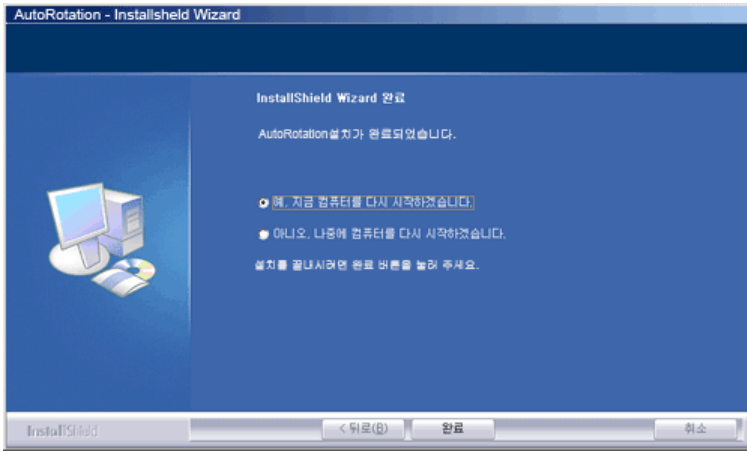 AutoRotation - Installsheld Wizard
InstallShield Wizard 완료
AutoRotation설치가 완료되었습니다.
예, 지금 컴퓨터를 다시 시작하겠습니다.
아니오, 나중에 컴퓨터를 다시 시작하겠습니다.
설치를 끝내시려면 완료 버튼을 눌러 주세요.
InstallShield
< 뒤로(B)
완료
취소